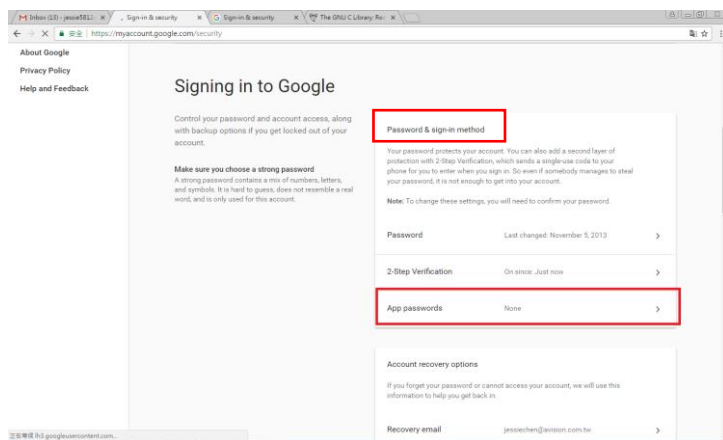 Inbox (13) - jessie5812
Sign-in & security
Sign-in & security
The GNU C Library: Re
安全 | https://myaccount.google.com/security
About Google
Privacy Policy
Help and Feedback
Signing in to Google
Control your password and account access, along
with backup options if you get locked out of your
account.
Make sure you choose a strong password
A strong password contains a mix of numbers, letters,
and symbols. It is hard to guess, does not resemble a real
word, and is only used for this account.
Password & sign-in method
Your password protects your account. You can also add a second layer of
protection with 2-Step Verification, which sends a single-use code to your
phone for you to enter when you sign in. So even if somebody manages to steal
your password, it is not enough to get into your account.
Note: To change these settings, you will need to confirm your password.
Password Last changed: November 5, 2013
2-Step Verification On since: Just now
App passwords None
Account recovery options
If you forget your password or cannot access your account, we will use this
information to help you get back in.
Recovery email jessiechen@avision.com.tw
lh3.googleusercontent.com...